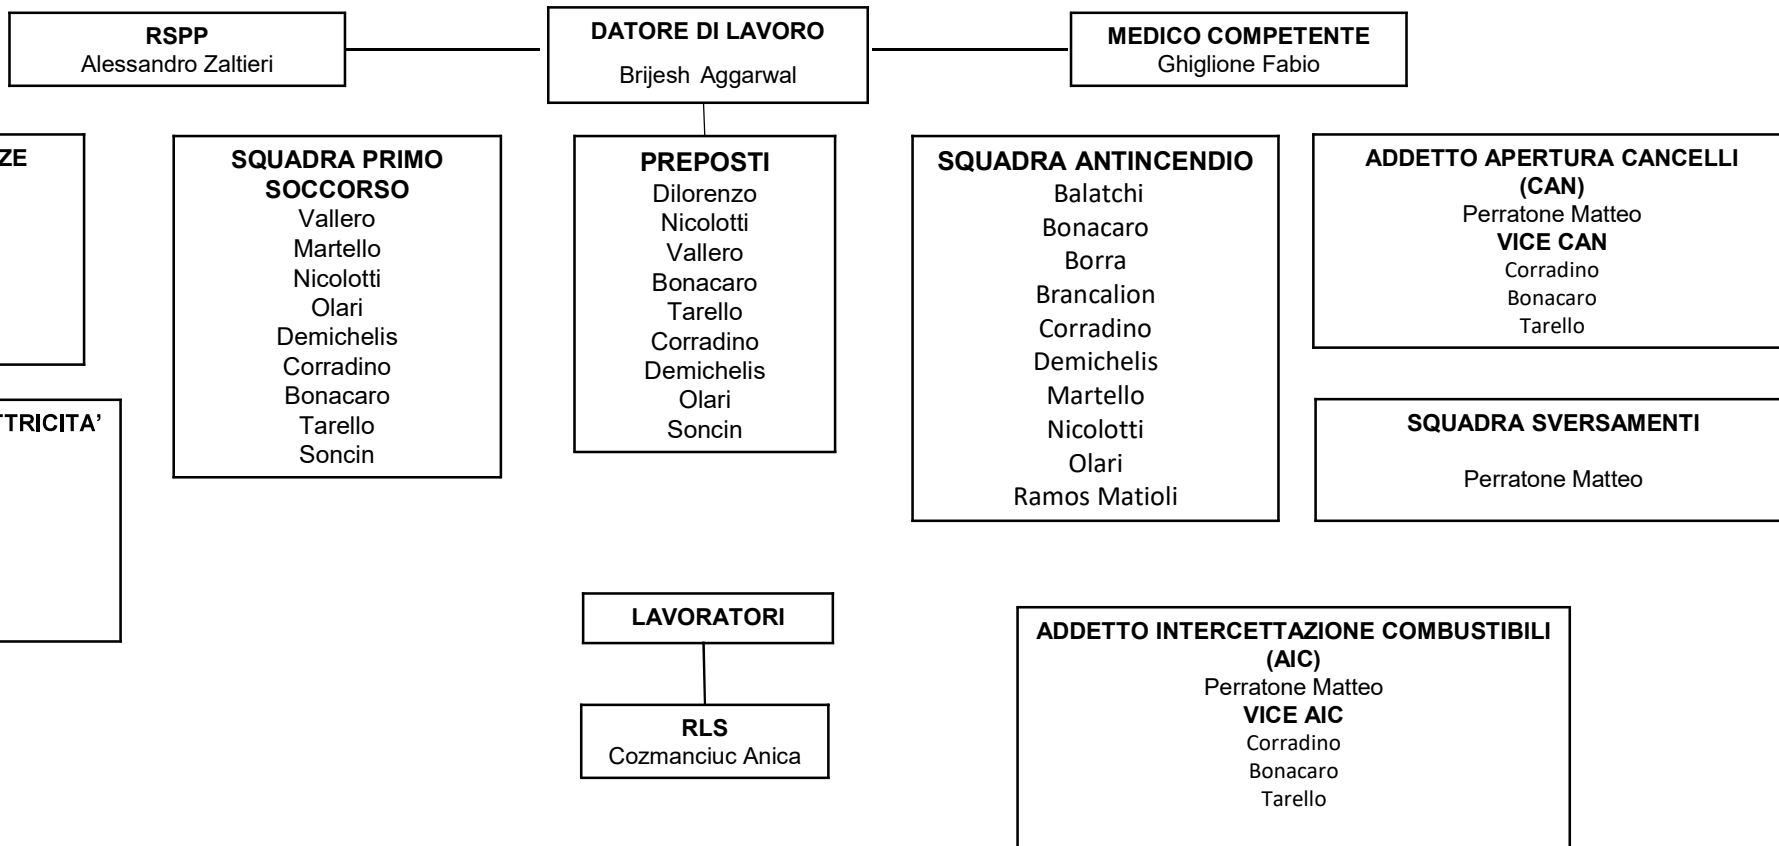 RSPP
Alessandro Zaltieri
DATORE DI LAVORO
Brijesh Aggarwal
MEDICO COMPETENTE
Ghiglione Fabio
ZE
SQUADRA PRIMO
SOCCORSO
Vallero
Martello
Nicolotti
Olari
Demichelis
Corradino
Bonacaro
Tarello
Soncin
PREPOSTI
Dilorenzo
Nicolotti
Vallero
Bonacaro
Tarello
Corradino
Demichelis
Olari
Soncin
SQUADRA ANTINCENDIO
Balatchi
Bonacaro
Borra
Brancalion
Corradino
Demichelis
Martello
Nicolotti
Olari
Ramos Matioli
ADDETTO APERTURA CANCELLI
(CAN)
Perratone Matteo
VICE CAN
Corradino
Bonacaro
Tarello
TTRICITA'
SQUADRA SVERSAMENTI
Perratone Matteo
LAVORATORI
RLS
Cozmanciuc Anica
ADDETTO INTERCETTAZIONE COMBUSTIBILI
(AIC)
Perratone Matteo
VICE AIC
Corradino
Bonacaro
Tarello